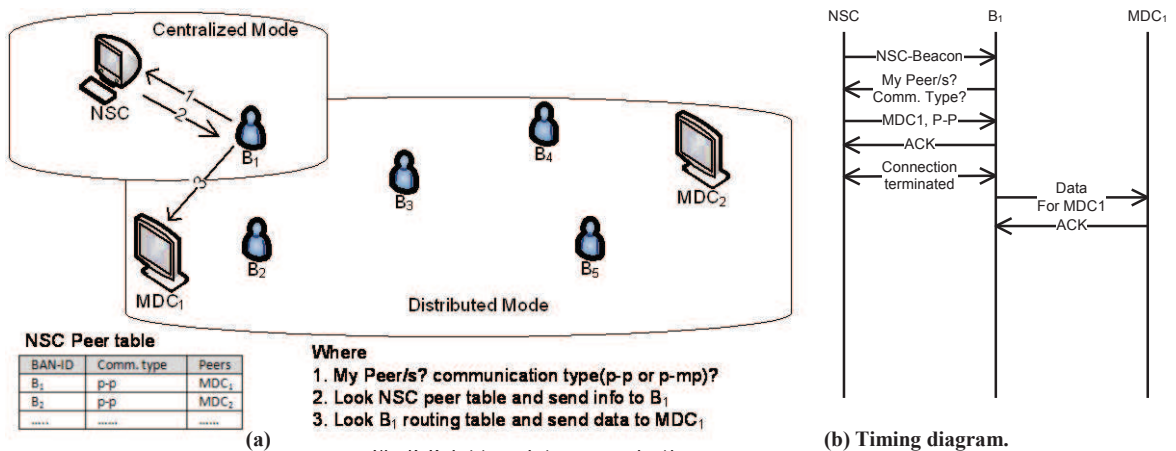 Centralized Mode
NSC
1
2
B1
3
B4
B3
MDC2
B2
B5
MDC1
Distributed Mode
NSC Peer table
BAN-ID Comm. type Peers
B1 p-p MDC1
B2 p-p MDC2
..... ...... .....
Where
1. My Peer/s? communication type(p-p or p-mp)?
2. Look NSC peer table and send info to B1
3. Look B1 routing table and send data to MDC1
(a)
NSC B1 MDC1
NSC-Beacon
My Peer/s?
Comm. Type?
MDC1, P-P
ACK
Connection
terminated
Data
For MDC1
ACK
(b) Timing diagram.